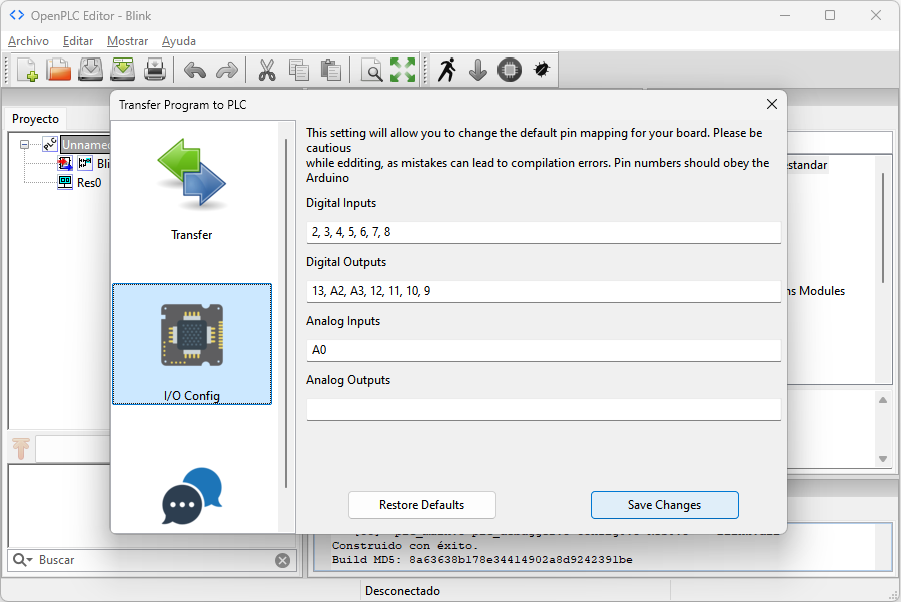 OpenPLC Editor - Blink
Archivo Editar Mostrar Ayuda
Transfer Program to PLC
Proyecto
Res0
Transfer
I/O Config
This setting will allow you to change the default pin mapping for your board. Please be
cautious
while edditing, as mistakes can lead to compilation errors. Pin numbers should obey the
Arduino
Digital Inputs
2, 3, 4, 5, 6, 7, 8
Digital Outputs
13, A2, A3, 12, 11, 10, 9
Analog Inputs
A0
Analog Outputs
Restore Defaults
Save Changes
Modules
Buscar
Construido con éxito.
Build MD5: 8a63638b178e34414902a8d9242391be
Desconectado